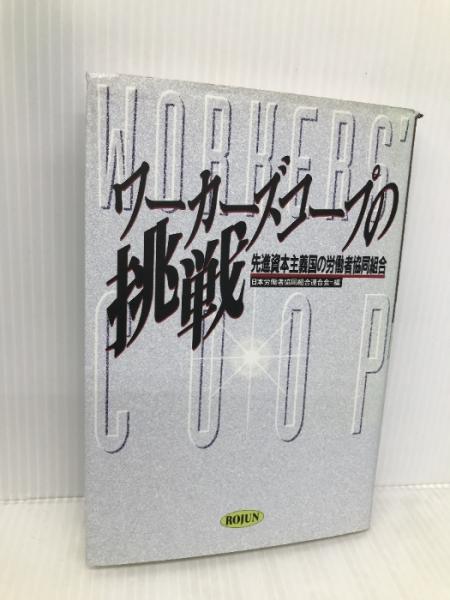 WORKERS'
ワーカーズコープの
挑戦
先進資本主義国の労働者協同組合
日本労働者協同組合連合会─編
COOP
ROJUN